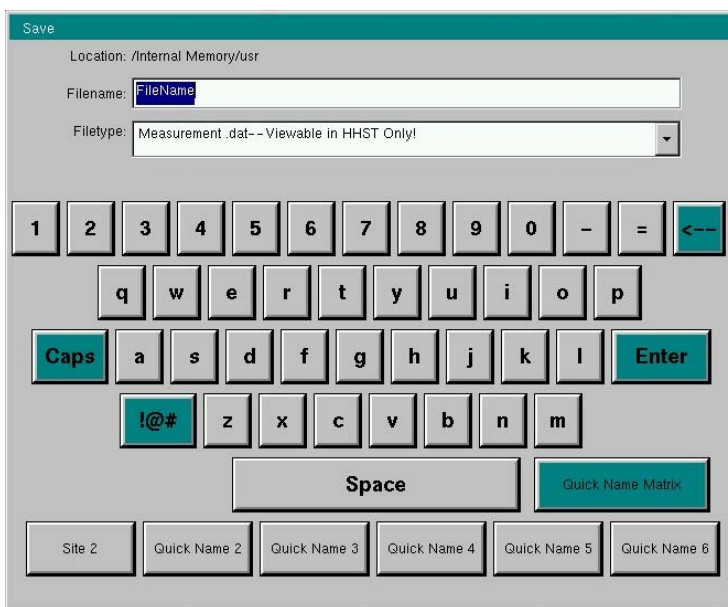 Save
Location: /Internal Memory/usr
Filename: FileName
Filetype: Measurement .dat--Viewable in HHST Only!
1 2 3 4 5 6 7 8 9 0 - = <--
q w e r t y u i o p
Caps a s d f g h j k l Enter
!@# z x c v b n m
Space Quick Name Matrix
Site 2 Quick Name 2 Quick Name 3 Quick Name 4 Quick Name 5 Quick Name 6